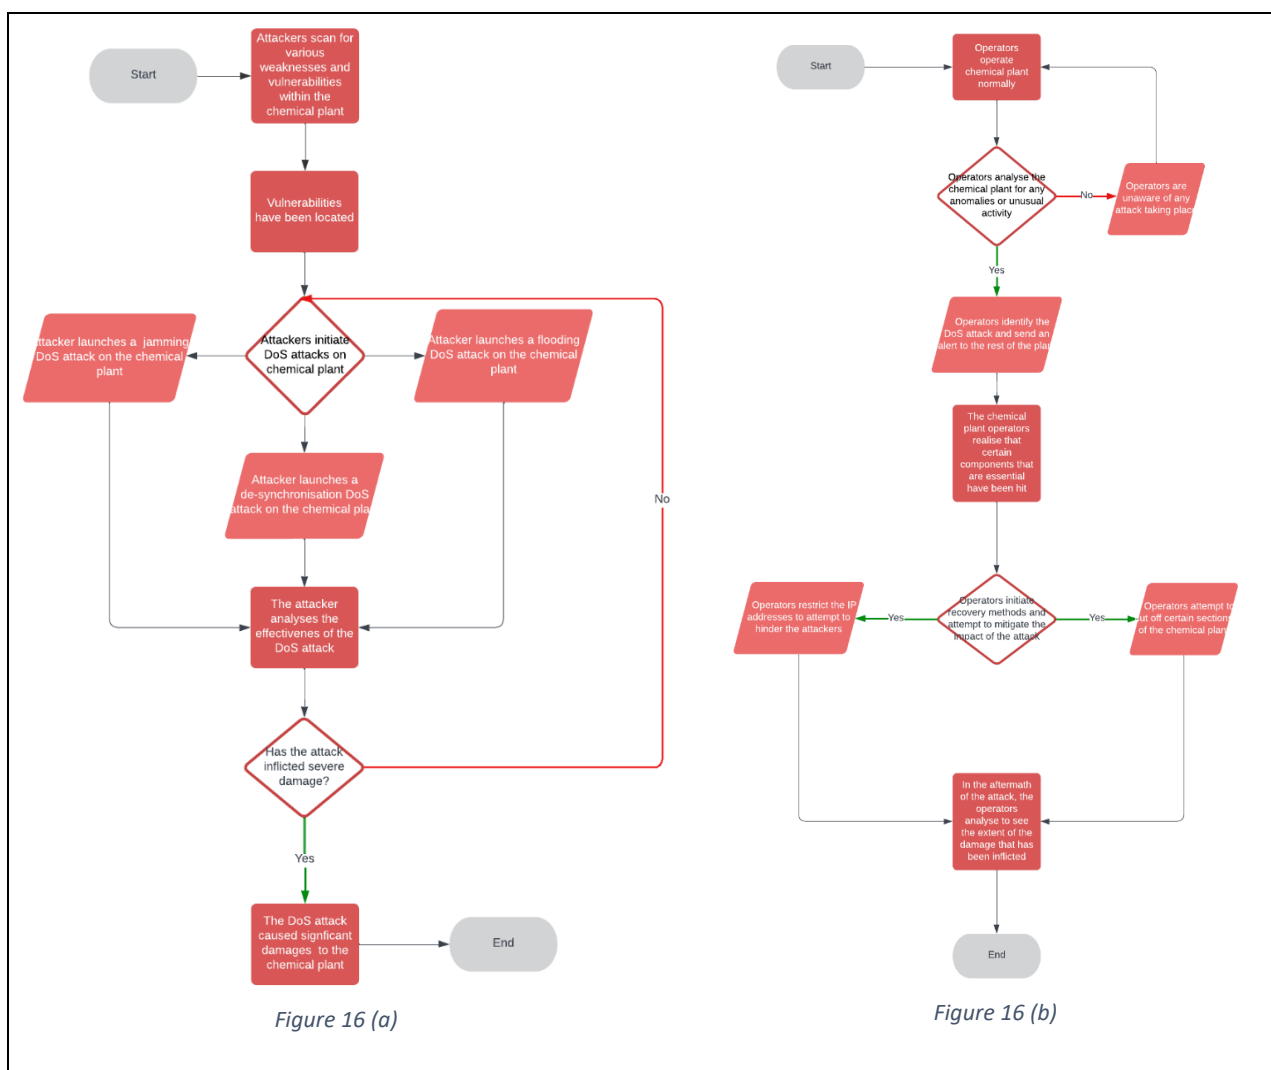 Start
Attackers scan for
various
weaknesses and
vulnerabilities
within the
chemical plant
Vulnerabilities
have been located
Attackers initiate
DoS attacks on
chemical plant
ttacker launches a jamming
DoS attack on the chemical
plant
Attacker launches a flooding
DoS attack on the chemical
plant
Attacker launches a
de-synchronisation DoS
attack on the chemical pla
No
The attacker
analyses the
effectivenes of the
DoS attack
Has the attack
inflicted severe
damage?
Yes
The DoS attack
caused signficant
damages to the
chemical plant
End
Figure 16 (a)
Start
Operators
operate
chemical plant
normally
Operators analyse the
chemical plant for any
anomalies or unusual
activity
No
Operators are
unaware of any
attack taking place
Yes
Operators identify the
DoS attack and send an
alert to the rest of the plan
The chemical
plant operators
realise that
certain
components that
are essential
have been hit
Operators initiate
recovery methods and
attempt to mitigate the
impact of the attack
Yes
Operators restrict the IP
addresses to attempt to
hinder the attackers
Yes
Operators attempt to
ut off certain sections
of the chemical plant
In the aftermath
of the attack, the
operators
analyse to see
the extent of the
damage that has
been inflicted
End
Figure 16 (b)